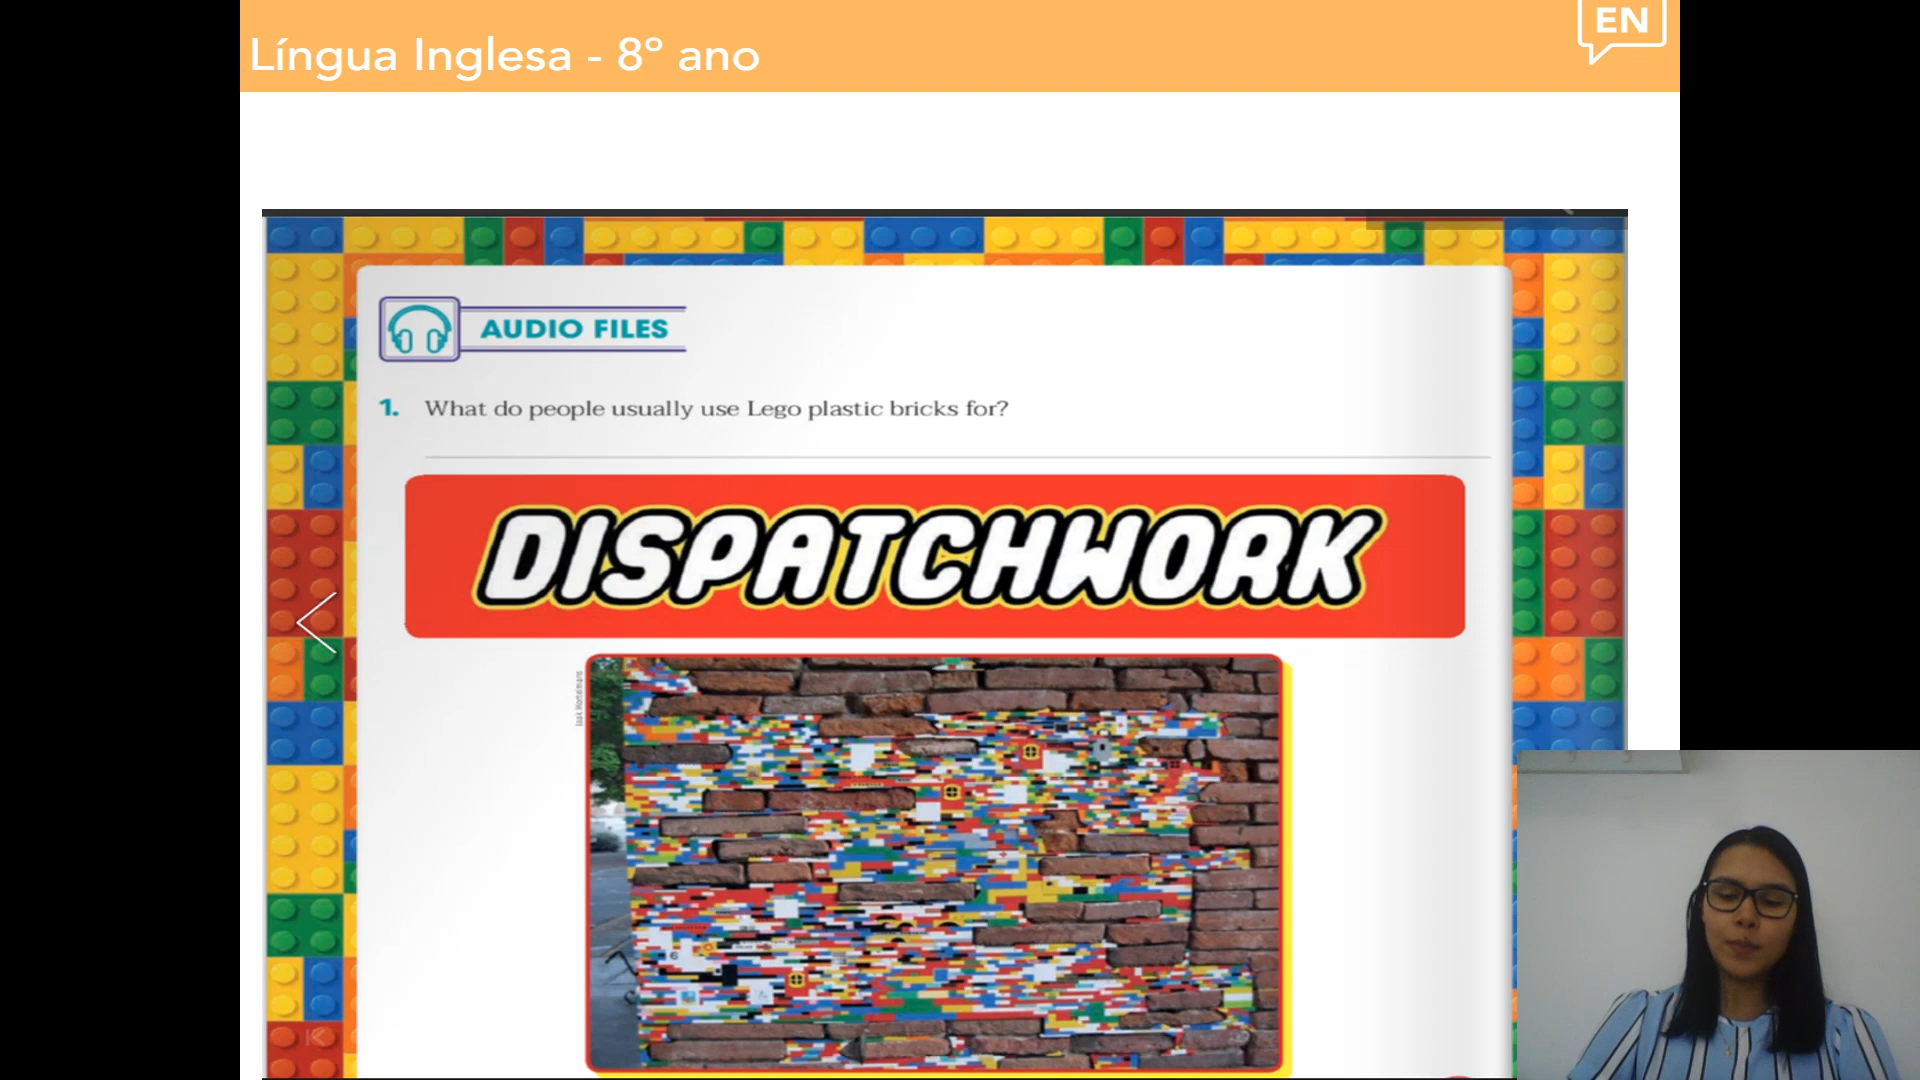 EN
Língua Inglesa - 8º ano
AUDIO FILES
1. What do people usually use Lego plastic bricks for?
DISPATCHWORK